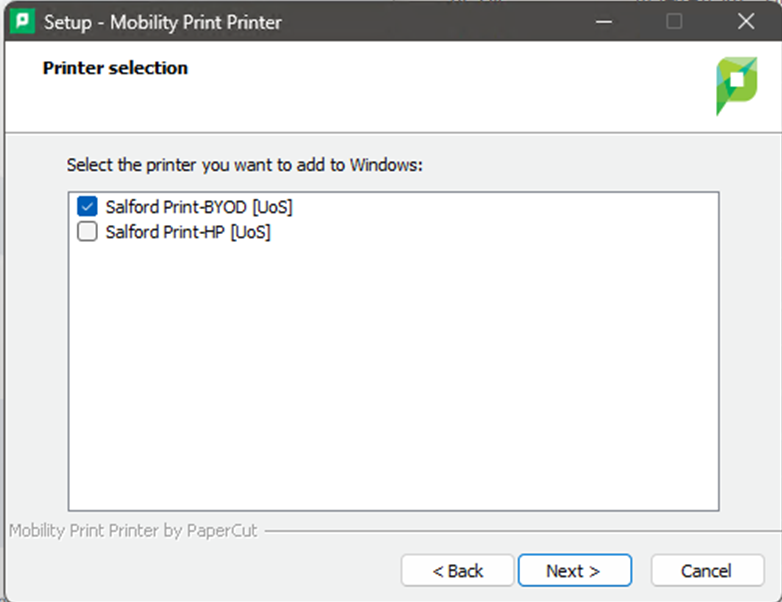 Setup - Mobility Print Printer
Printer selection
Select the printer you want to add to Windows:
Salford Print-BYOD [UoS]
Salford Print-HP [UoS]
Mobility Print Printer by PaperCut
< Back Next > Cancel